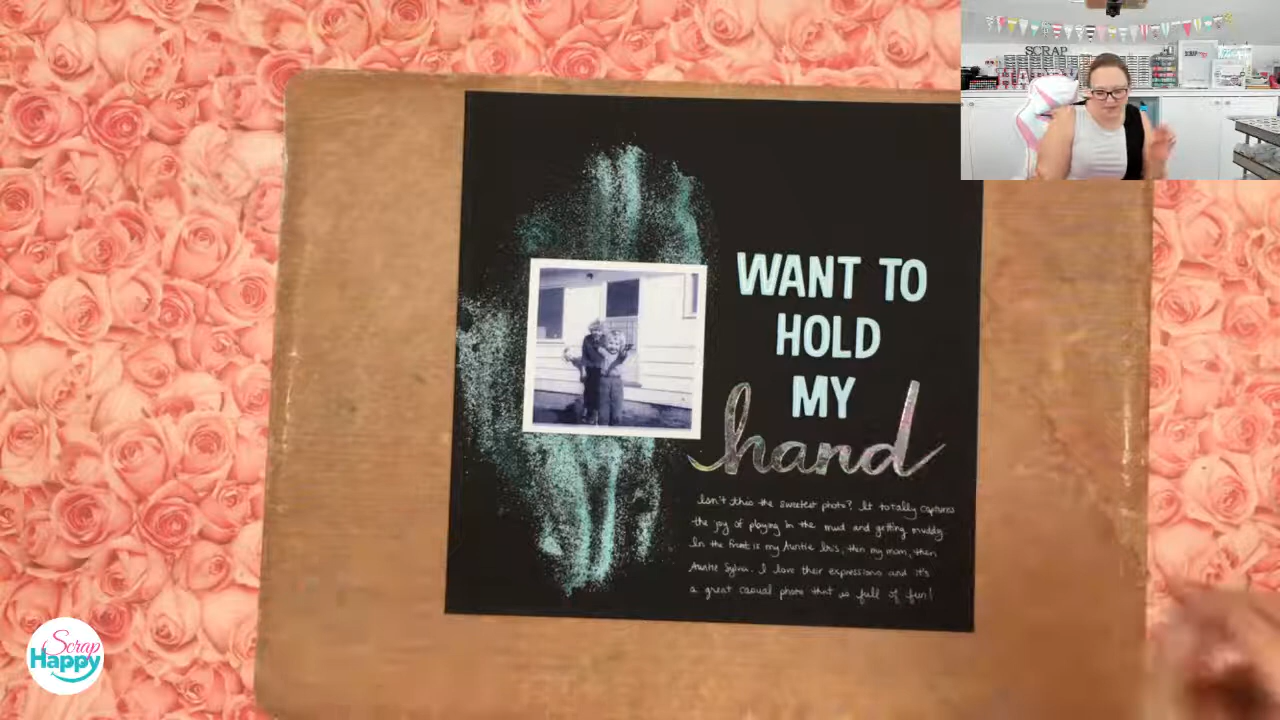 SCRAP
WANT TO
HOLD
MY
hand
Isn't this the sweetest photo? It totally captures
the joy of playing in the mud and getting muddy.
In the front is my Auntie Iris, then my mom, then
Auntie Sylvia. I love their expressions and it's
a great casual photo that is full of fun!
Scrap
Happy